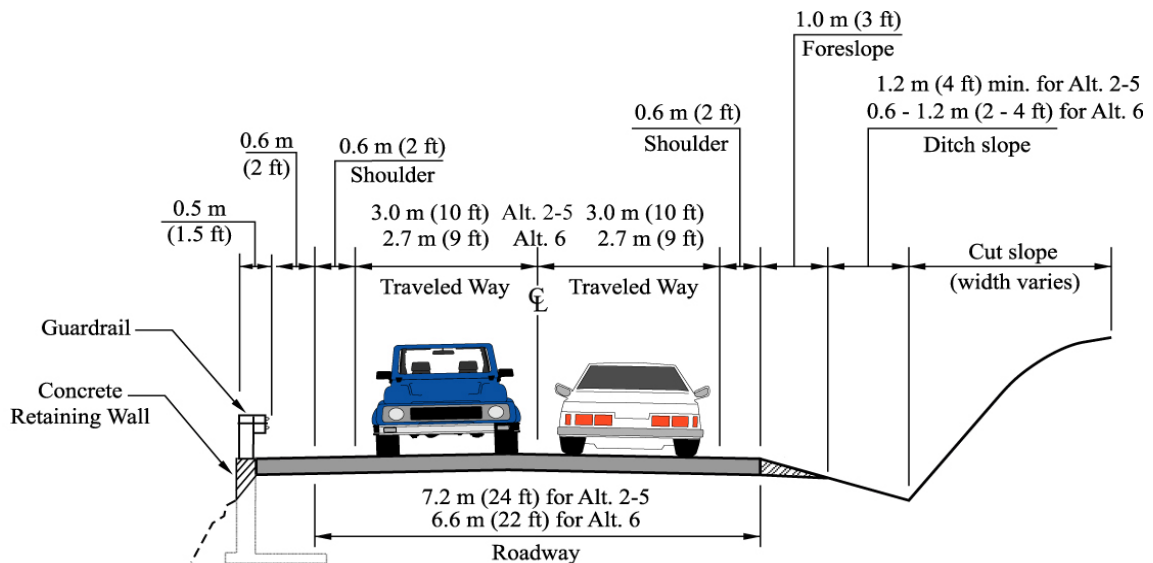 1.0 m (3 ft)
Foreslope
1.2 m (4 ft) min. for Alt. 2-5
0.6 - 1.2 m (2 - 4 ft) for Alt. 6
Ditch slope
0.6 m (2 ft)
Shoulder
0.6 m
(2 ft)
0.6 m (2 ft)
Shoulder
0.5 m
(1.5 ft)
3.0 m (10 ft) Alt. 2-5 3.0 m (10 ft)
2.7 m (9 ft) Alt. 6 2.7 m (9 ft)
Traveled Way
CL
Traveled Way
Cut slope
(width varies)
Guardrail
Concrete
Retaining Wall
7.2 m (24 ft) for Alt. 2-5
6.6 m (22 ft) for Alt. 6
Roadway